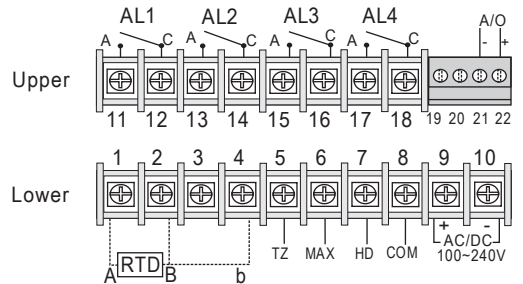 AL1 AL2 AL3 AL4 A/O
A C A C A C A C - +
Upper
11 12 13 14 15 16 17 18 19 20 21 22
1 2 3 4 5 6 7 8 9 10
Lower
+ -
TZ MAX HD COM AC/DC
100~240V
A RTD B b